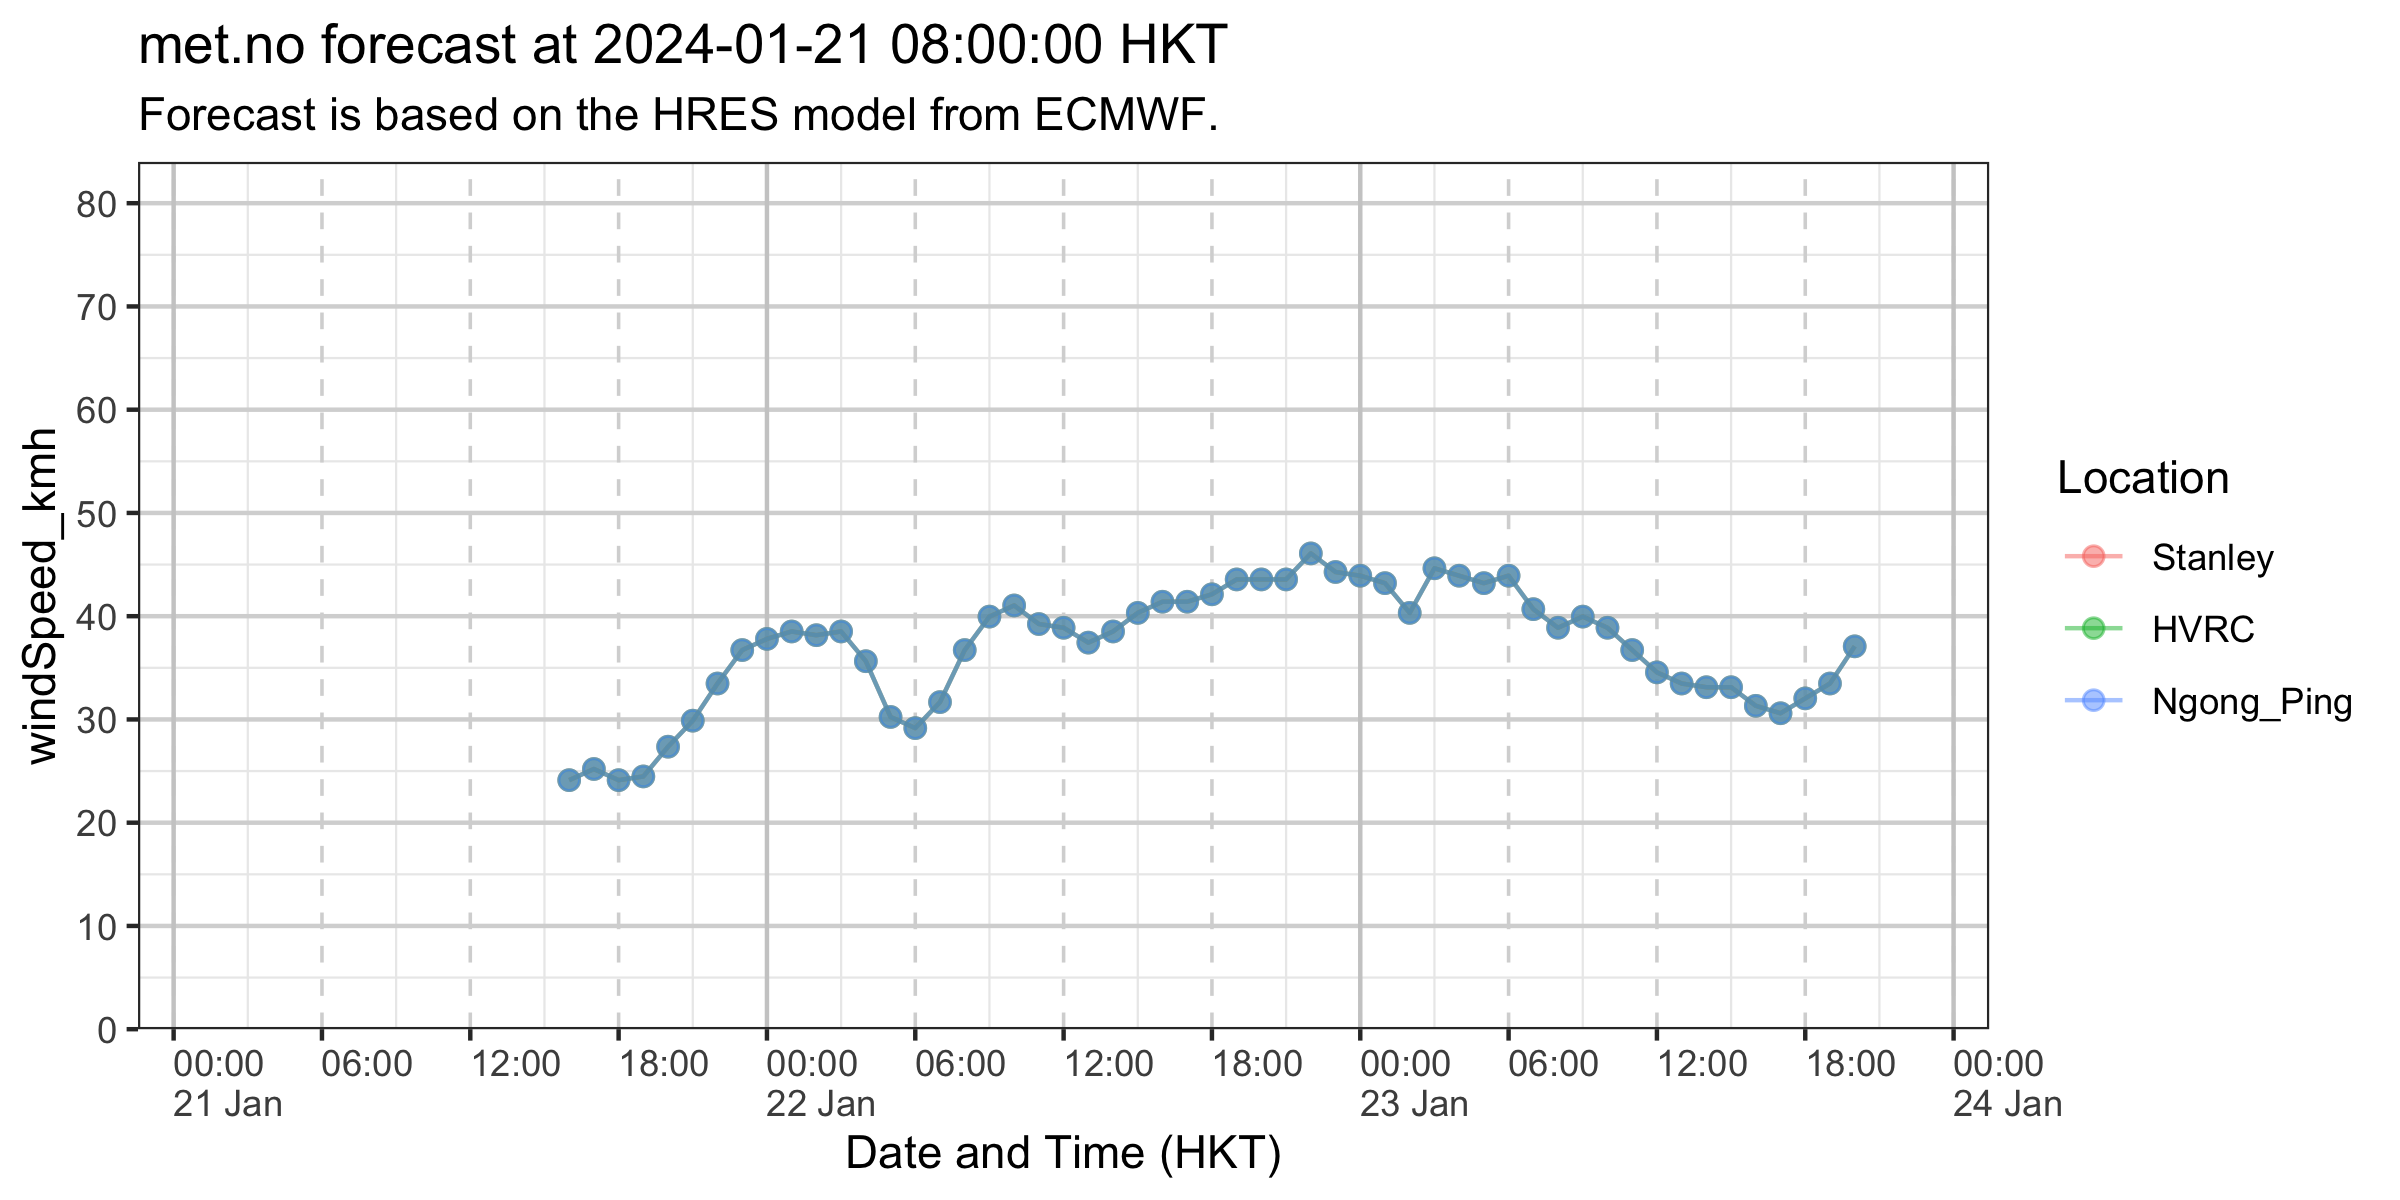 met.no forecast at 2024-01-21 08:00:00 HKT
Forecast is based on the HRES model from ECMWF.
windSpeed_kmh
80
70
60
50
40
30
20
10
0
00:00 06:00 12:00 18:00 00:00 06:00 12:00 18:00 00:00 06:00 12:00 18:00 00:00
21 Jan 22 Jan 23 Jan 24 Jan
Date and Time (HKT)
Location
Stanley
HVRC
Ngong_Ping